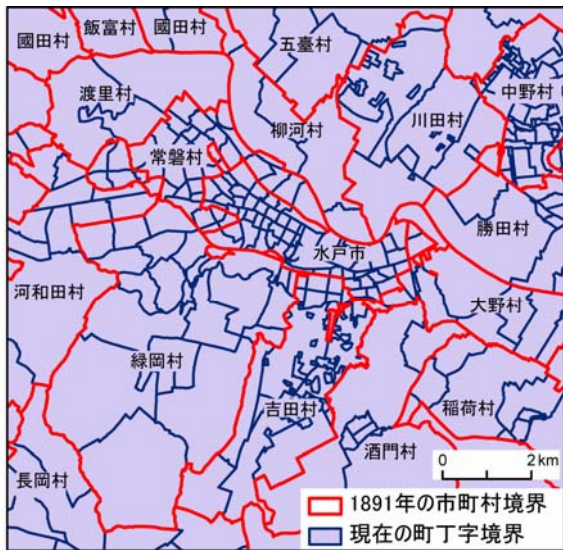 國田村
飯富村
國田村
五臺村
中野村
渡里村
川田村
柳河村
常磐村
勝田村
水戸市
河和田村
大野村
緑岡村
吉田村
稲荷村
酒門村
長岡村
0 2km
1891年の市町村境界
現在の町丁字境界